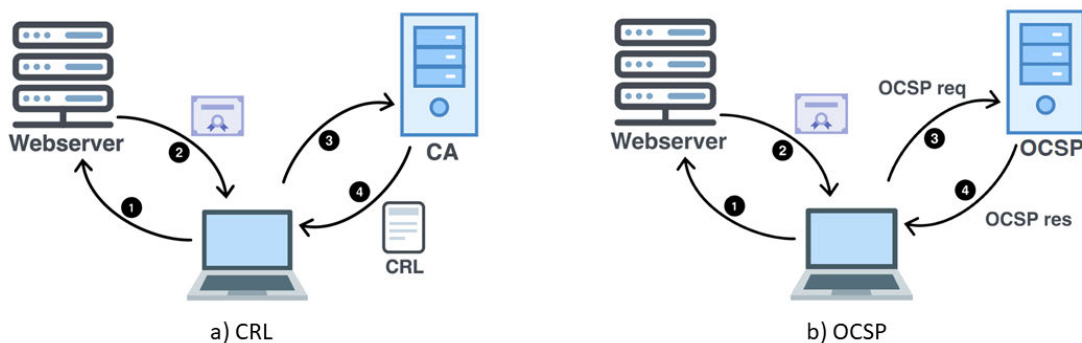 Webserver
2
1
3
CA
4
CRL
a) CRL
Webserver
2
1
OCSP req
3
OCSP
4
OCSP res
b) OCSP